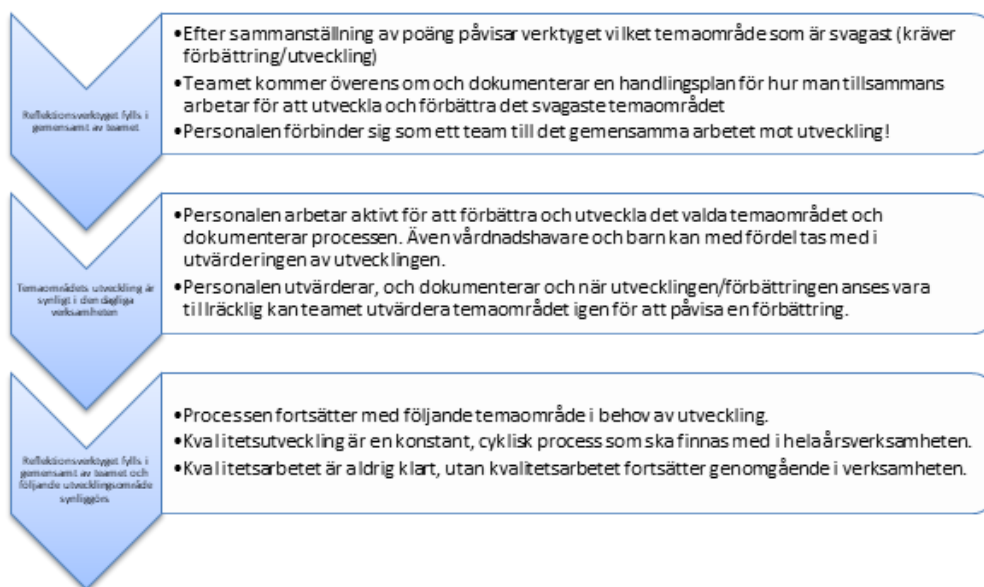 Reflektionsverktyget fylls i
gemensamt av teamet
•Efter sammanställning av poäng påvisar verktyget vilket temaområde som är svagast (kräver
förbättring/utveckling)
•Teamet kommer överens om och dokumenterar en handlingsplan för hur man tillsammans
arbetar för att utveckla och förbättra det svagaste temaområdet
•Personalen förbinder sig som ett team till det gemensamma arbetet mot utveckling!
Temaområdets utveckling är
synligt i den dagliga
verksamheten
•Personalen arbetar aktivt för att förbättra och utveckla det valda temaområdet och
dokumenterar processen. Även vårdnadshavare och barn kan med fördel tas med i
utvärderingen av utvecklingen.
•Personalen utvärderar, och dokumenterar och när utvecklingen/förbättringen anses vara
tillräcklig kan teamet utvärdera temaområdet igen för att påvisa en förbättring.
Reflektionsverktyget fylls i
gemensamt av teamet och
följande utvecklingsområde
synliggörs
•Processen fortsätter med följande temaområde i behov av utveckling.
•Kvalitetsutveckling är en konstant, cyklisk process som ska finnas med i helaårsverksamheten.
•Kvalitetsarbetet är aldrig klart, utan kvalitetsarbetet fortsätter genomgående i verksamheten.